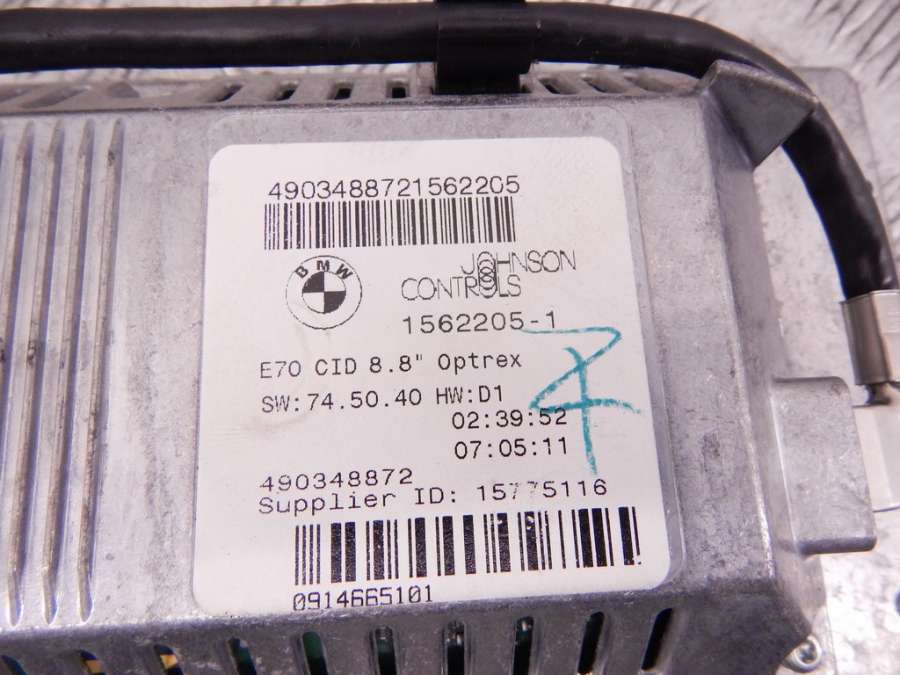 4903488721562205
BMW
JOHNSON
CONTROLS
1562205-1
E70 CID 8.8" Optrex
SW:74.50.40 HW:D1
02:39:52
07:05:11
490348872
Supplier ID: 15775116
0914665101